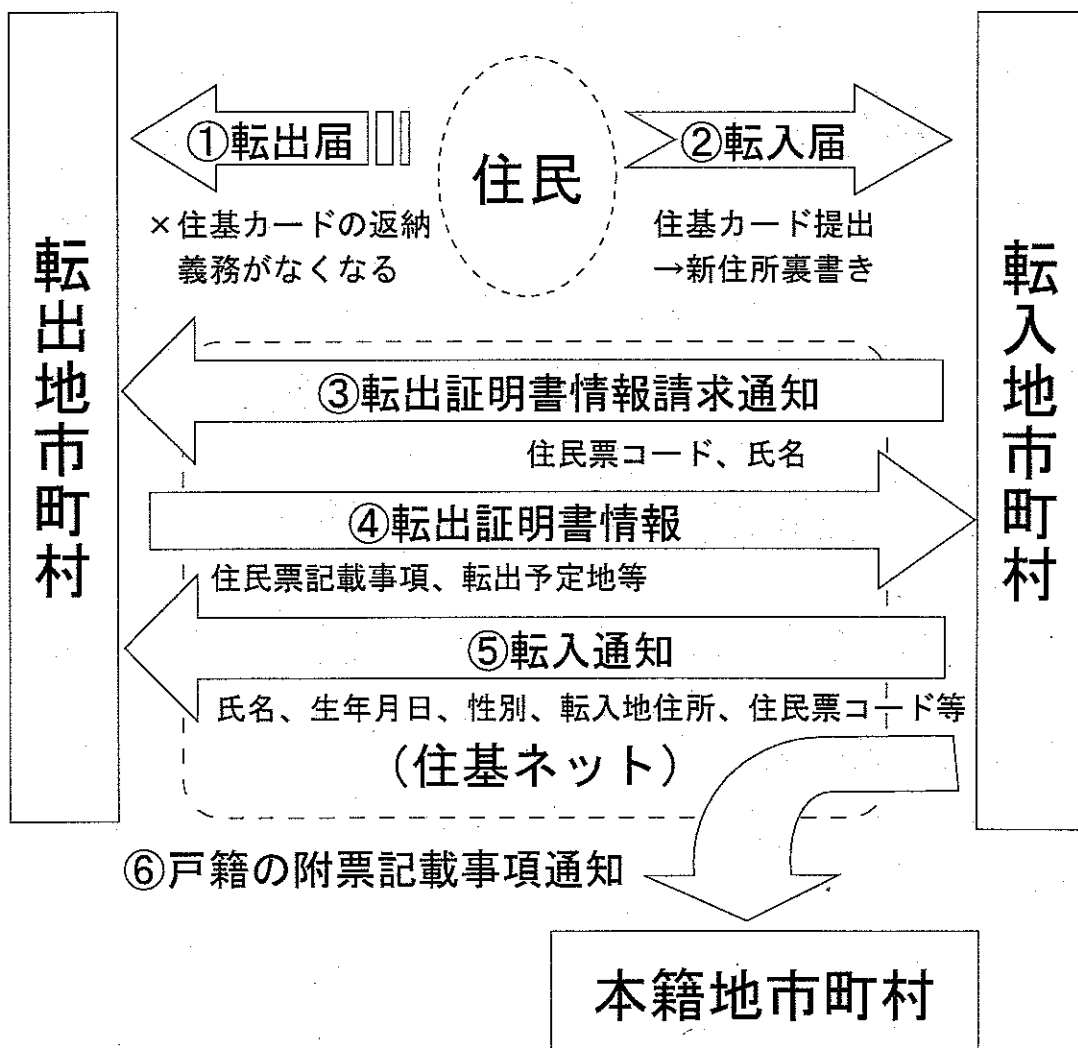 転出地市町村
①転出届
×住基カードの返納
義務がなくなる
住民
②転入届
住基カード提出
→新住所裏書き
転入地市町村
③転出証明書情報請求通知
住民票コード、氏名
④転出証明書情報
住民票記載事項、転出予定地等
⑤転入通知
氏名、生年月日、性別、転入地住所、住民票コード等
（住基ネット）
⑥戸籍の附票記載事項通知
本籍地市町村